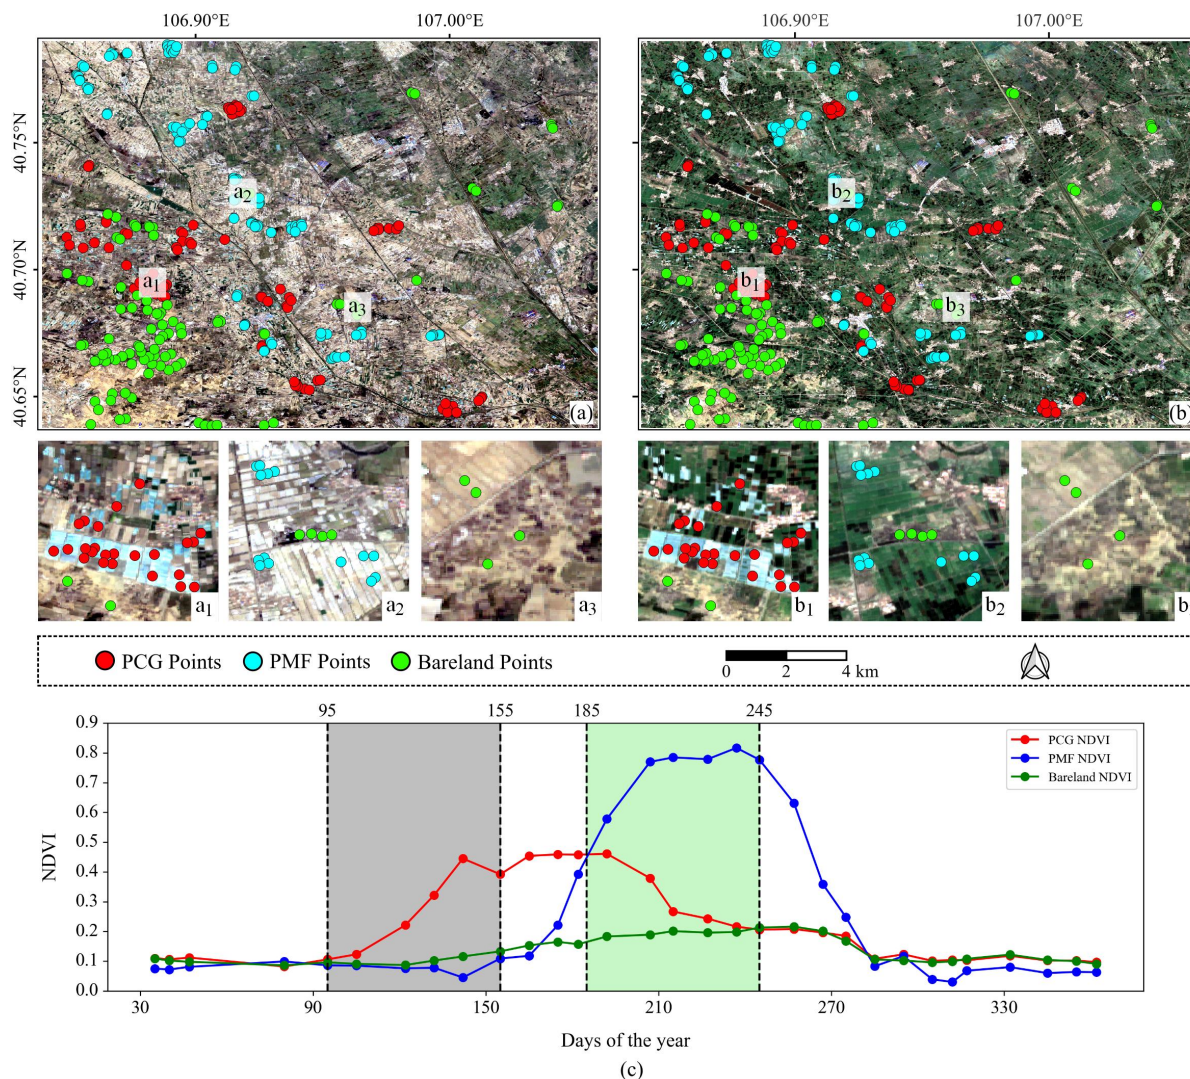 106.90°E 107.00°E 106.90°E 107.00°E
40.75°N
40.70°N
40.65°N
a2
a1
a3
(a)
b2
b1
b3
(b)
a1 a2 a3 b1 b2 b
PCG Points PMF Points Bareland Points
0 2 4 km
95 155 185 245
PCG NDVI
PMF NDVI
Bareland NDVI
NDVI
0.9
0.8
0.7
0.6
0.5
0.4
0.3
0.2
0.1
0.0
30 90 150 210 270 330
Days of the year
(c)